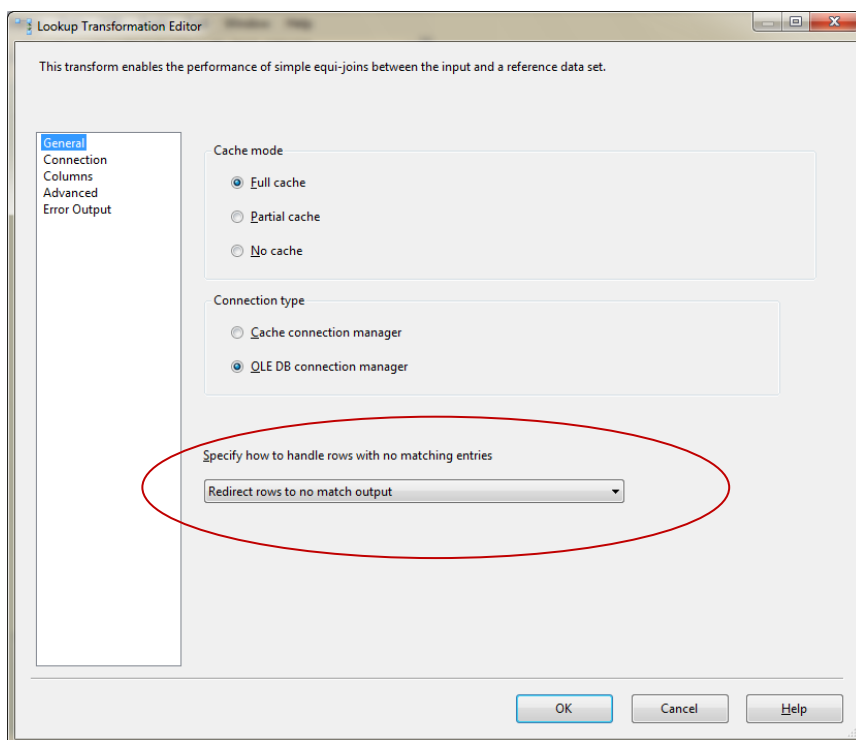 Lookup Transformation Editor
Window Help
This transform enables the performance of simple equi-joins between the input and a reference data set.
General
Connection
Columns
Advanced
Error Output
Cache mode
Full cache
Partial cache
No cache
Connection type
Cache connection manager
OLE DB connection manager
Specify how to handle rows with no matching entries
Redirect rows to no match output
OK Cancel Help